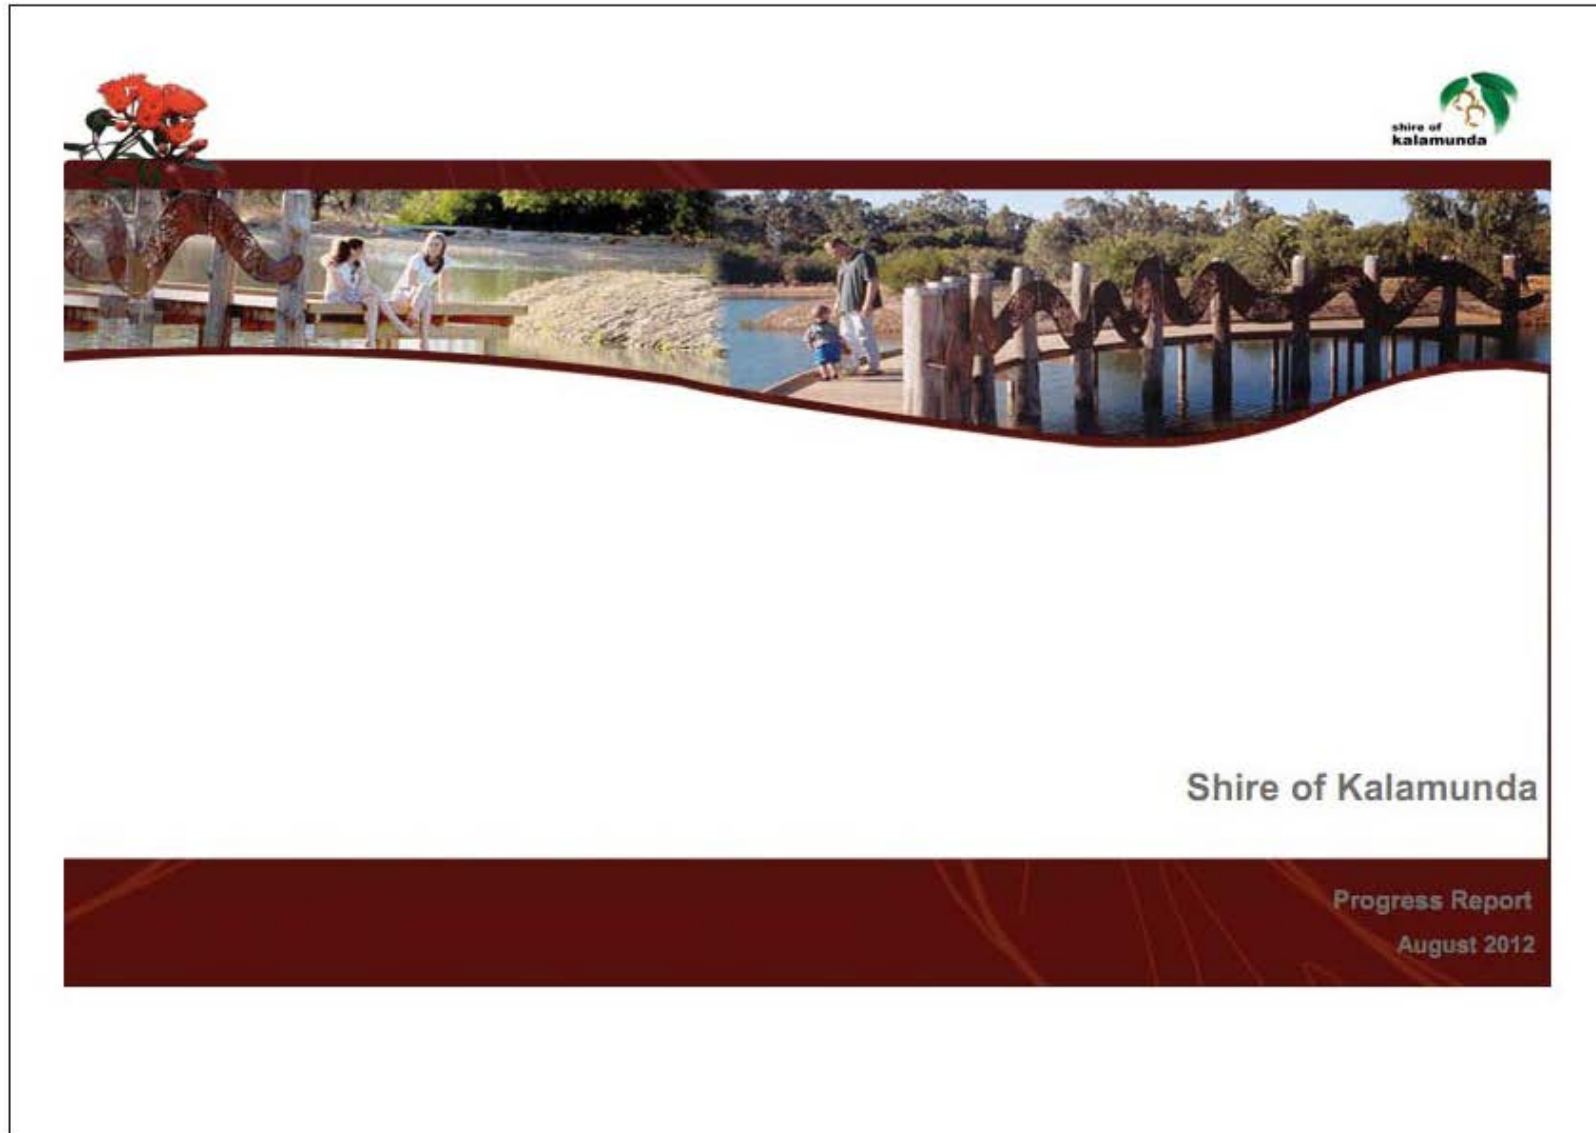 shire of
kalamunda
Shire of Kalamunda
Progress Report
August 2012